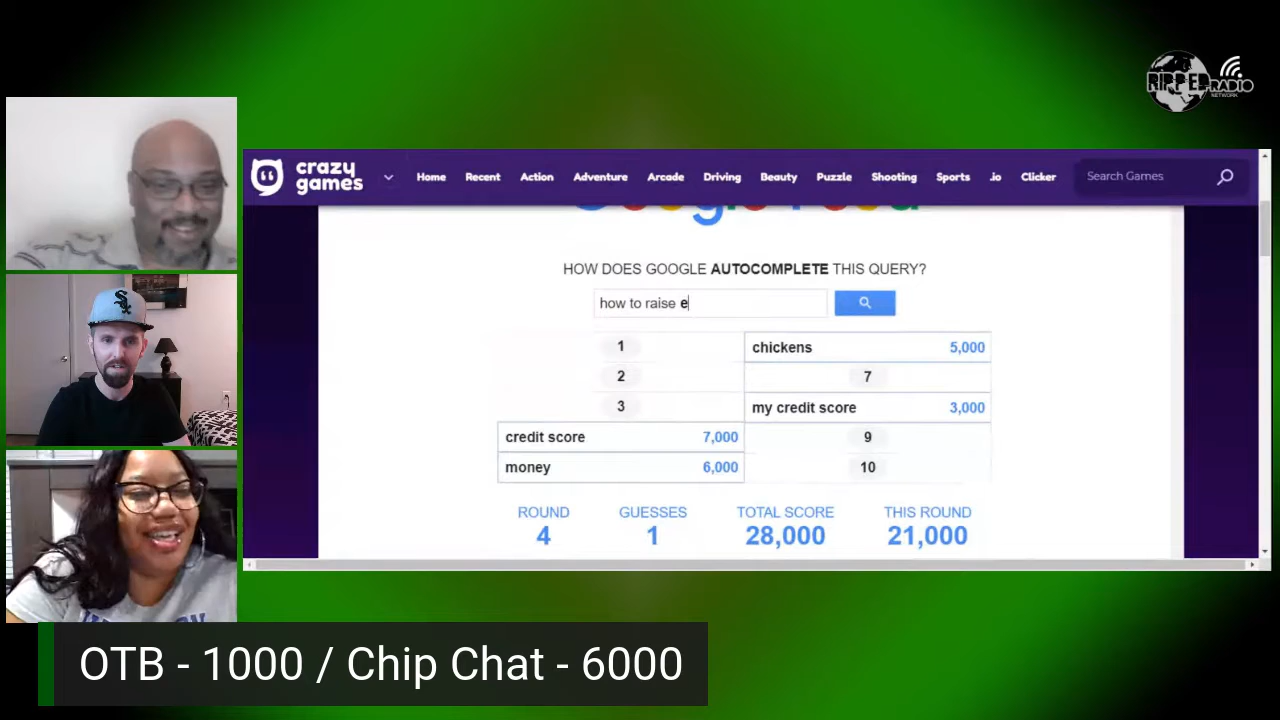 RIPPED RADIO
NETWORK
crazy games
Home Recent Action Adventure Arcade Driving Beauty Puzzle Shooting Sports .io Clicker
Search Games
HOW DOES GOOGLE AUTOCOMPLETE THIS QUERY?
how to raise e
1
2
3
credit score 7,000
money 6,000
chickens 5,000
7
my credit score 3,000
9
10
ROUND GUESSES TOTAL SCORE THIS ROUND
4 1 28,000 21,000
OTB - 1000 / Chip Chat - 6000